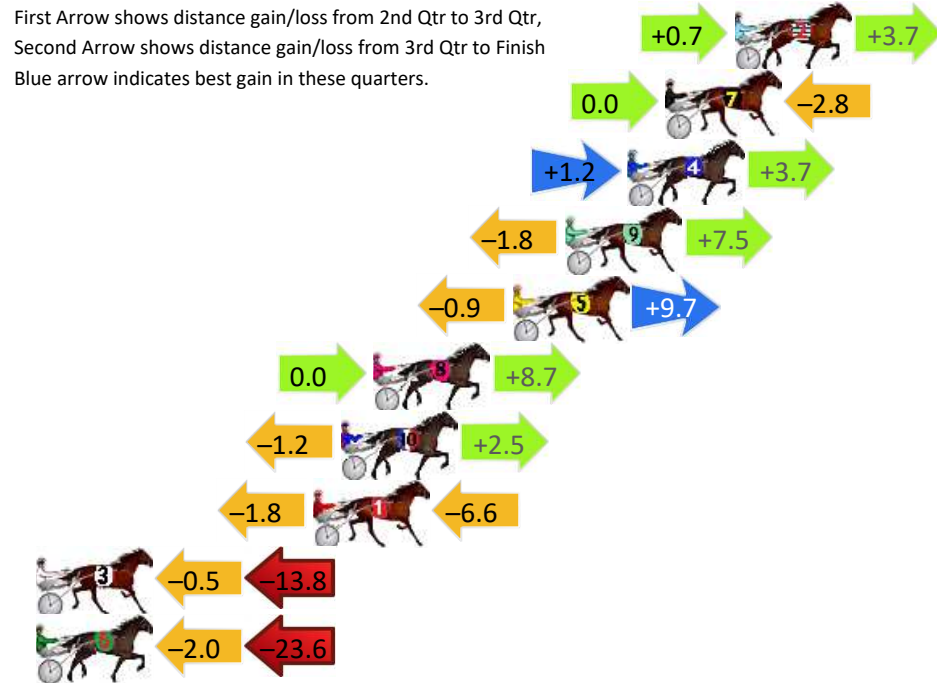 First Arrow shows distance gain/loss from 2nd Qtr to 3rd Qtr,
Second Arrow shows distance gain/loss from 3rd Qtr to Finish
Blue arrow indicates best gain in these quarters.
+0.7 2 +3.7
0.0 7 –2.8
+1.2 4 +3.7
–1.8 9 +7.5
–0.9 5 +9.7
0.0 8 +8.7
–1.2 10 +2.5
–1.8 1 –6.6
3 –0.5 –13.8
6 –2.0 –23.6